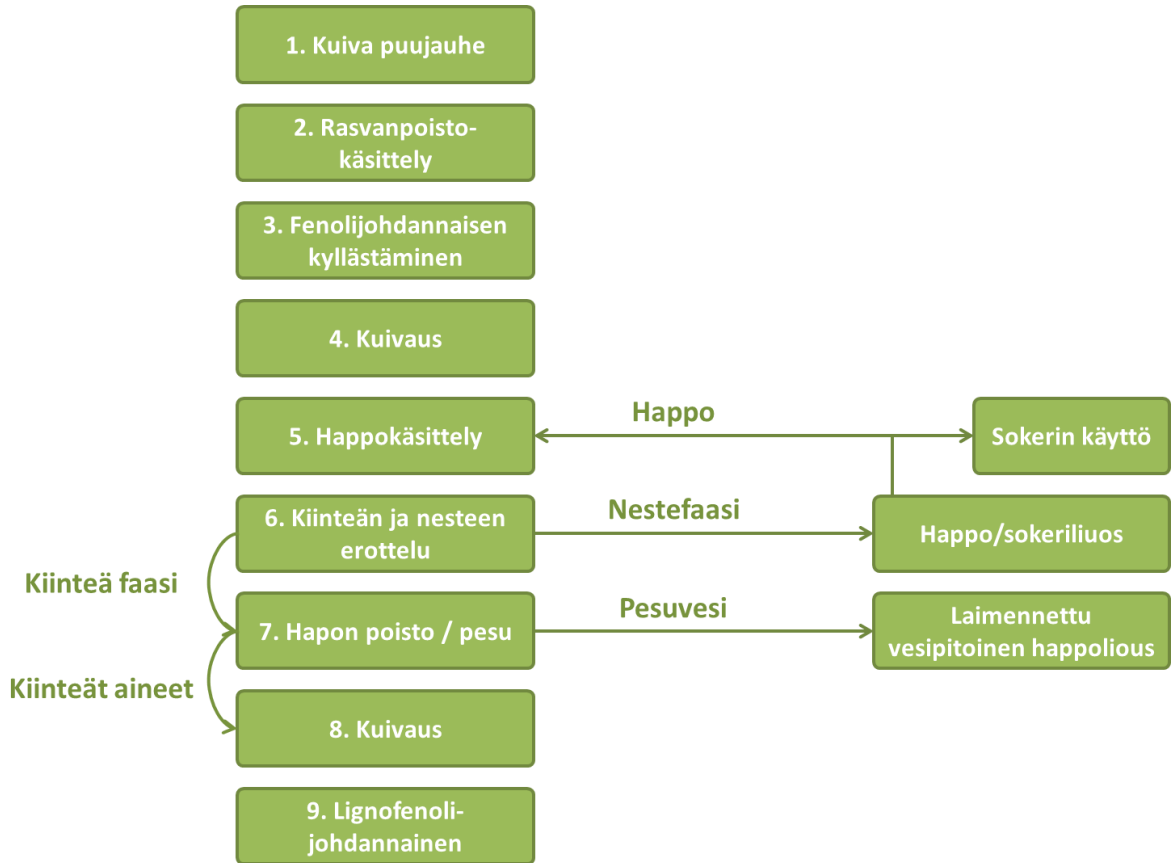 1. Kuiva puujauhe
2. Rasvanpoisto-
käsittely
3. Fenolijohdannaisen
kyllästäminen
4. Kuivaus
5. Happokäsittely
Happo
Sokerin käyttö
6. Kiinteän ja nesteen
erottelu
Nestefaasi
Happo/sokeriliuos
Kiinteä faasi
7. Hapon poisto / pesu
Pesuvesi
Laimennettu
vesipitoinen happolious
Kiinteät aineet
8. Kuivaus
9. Lignofenoli-
johdannainen